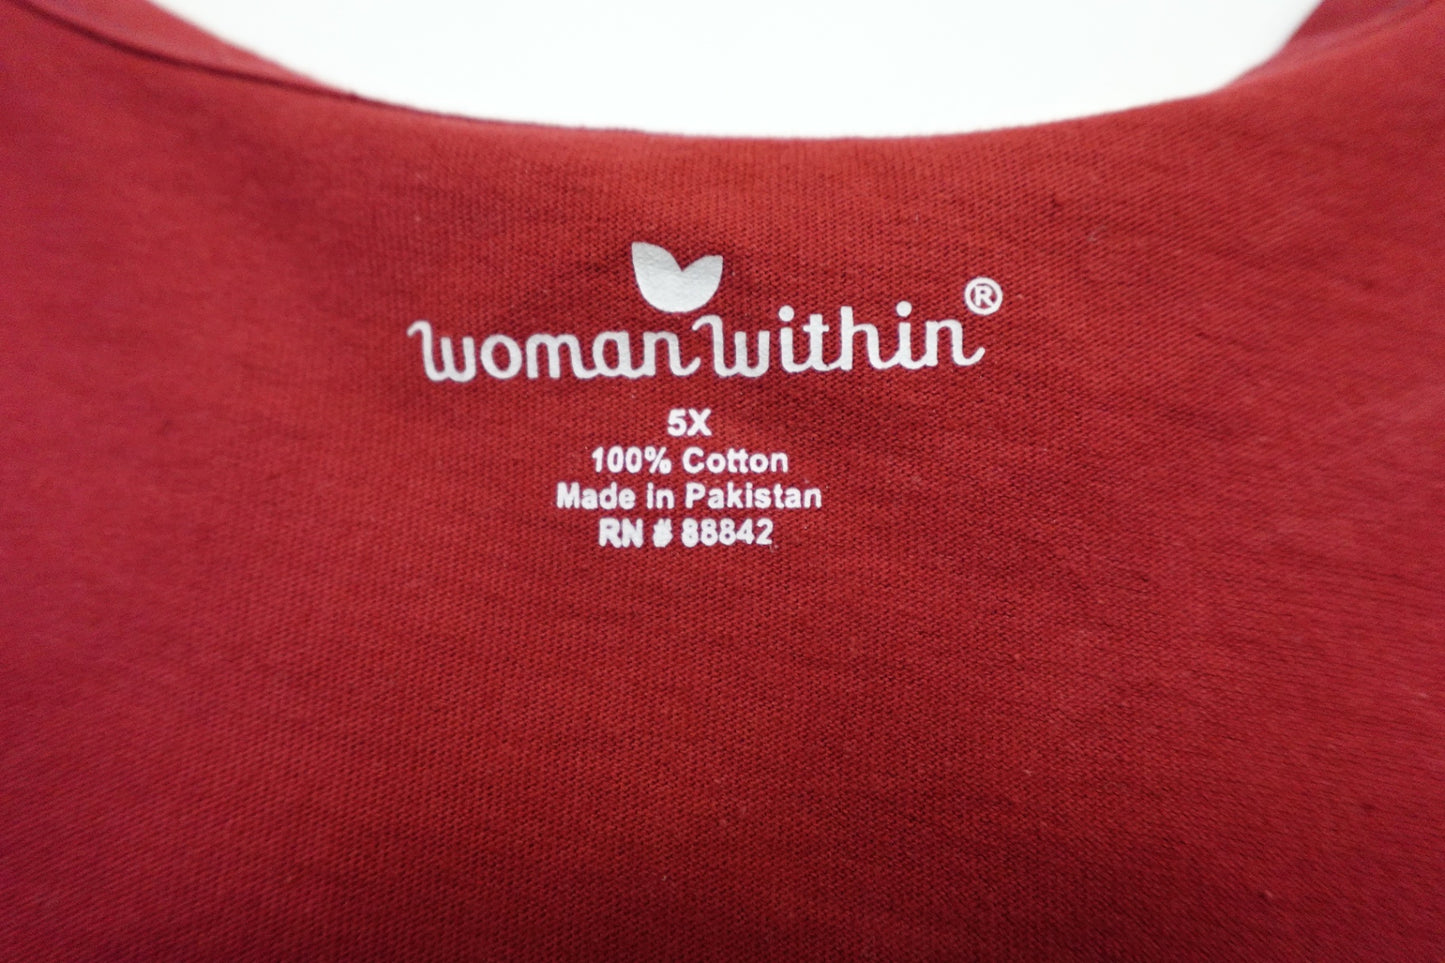 woman within®
5X
100% Cotton
Made in Pakistan
RN # 88842